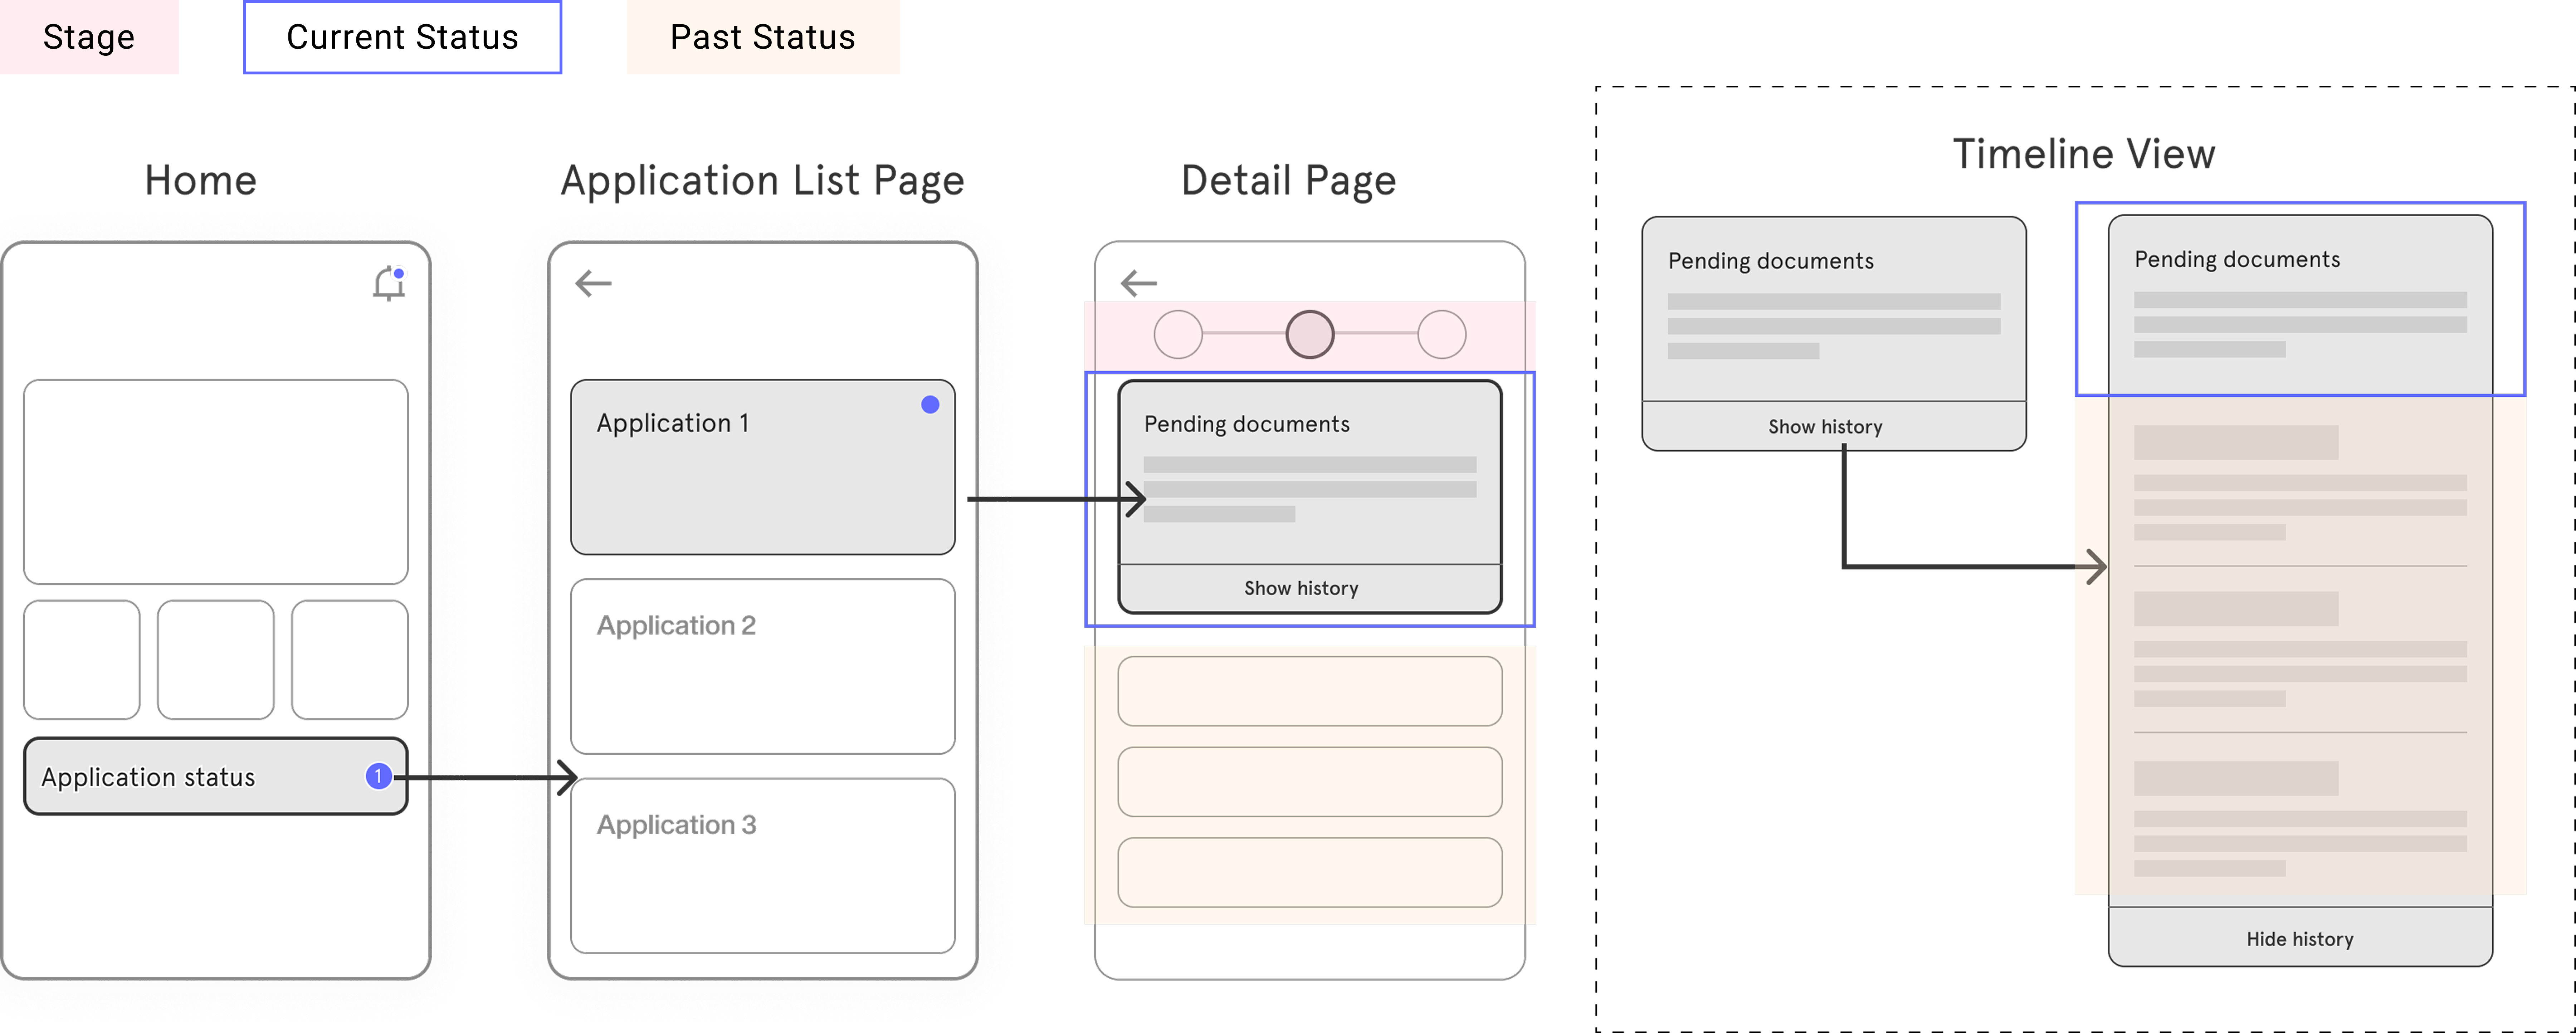 Stage
Current Status
Past Status
Home
Application List Page
Detail Page
Timeline View
Application status
1
Application 1
Application 2
Application 3
Pending documents
Show history
Pending documents
Show history
Pending documents
Hide history